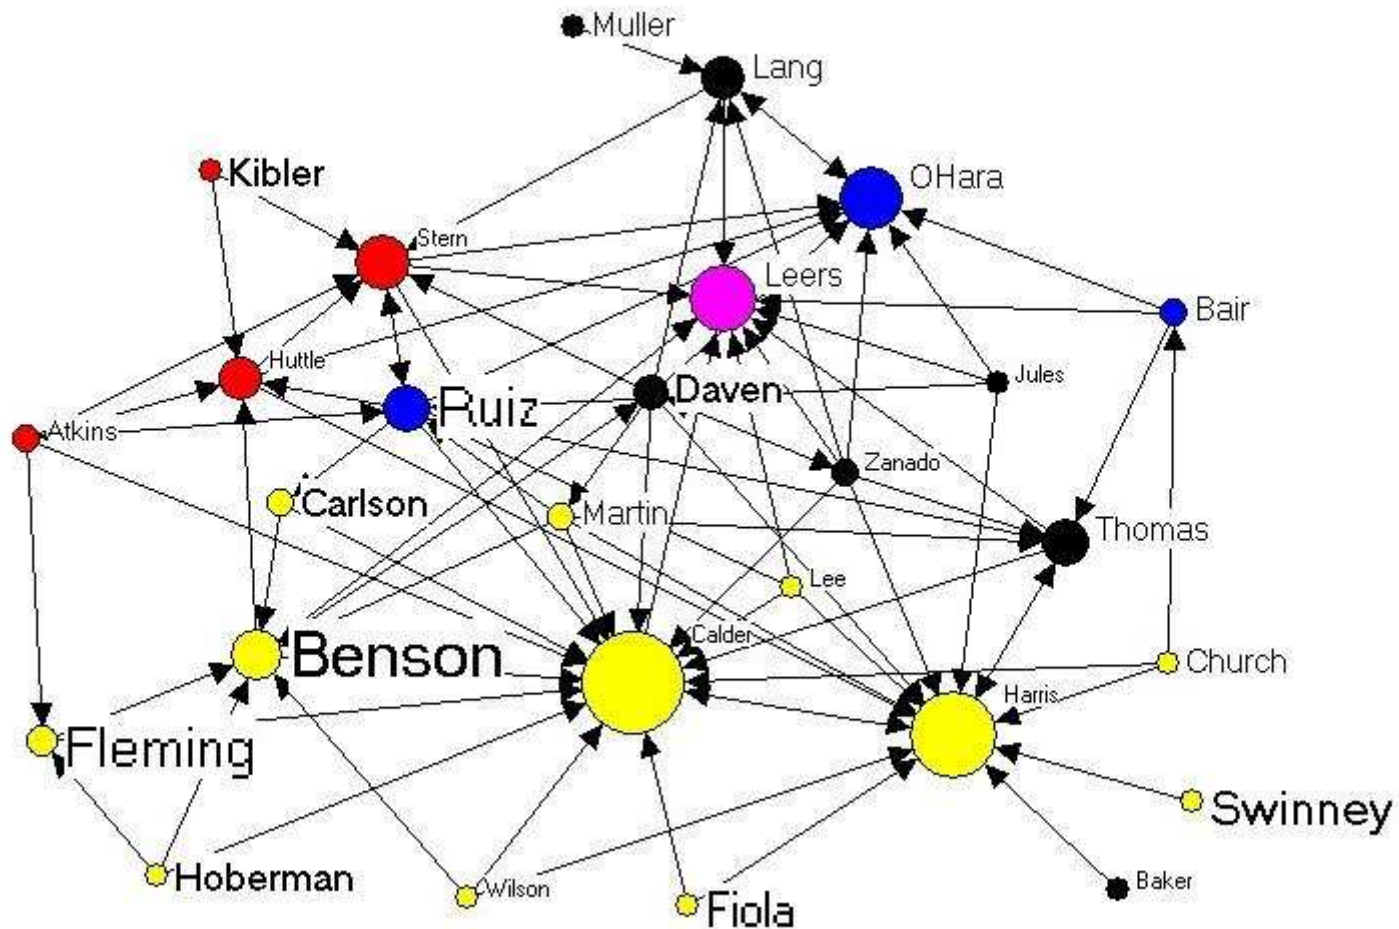 Muller
Lang
Kibler
OHara
Stern
Leers
Bair
Huttle
Jules
Daven
Ruiz
Atkins
Zanado
Carlson
Martin
Thomas
Lee
Calder
Benson
Church
Harris
Fleming
Swinney
Hoberman
Wilson
Baker
Fiola